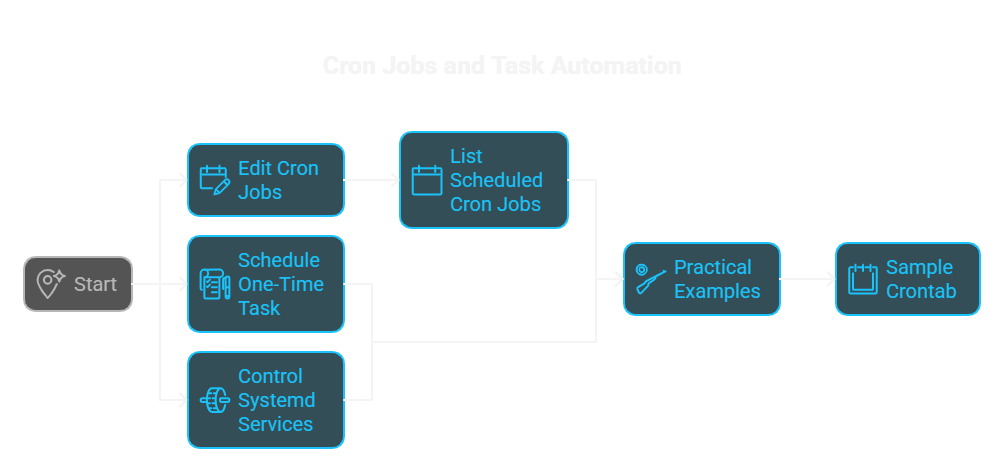 Cron Jobs and Task Automation
Start
Edit Cron
Jobs
Schedule
One-Time
Task
Control
Systemd
Services
List
Scheduled
Cron Jobs
Practical
Examples
Sample
Crontab